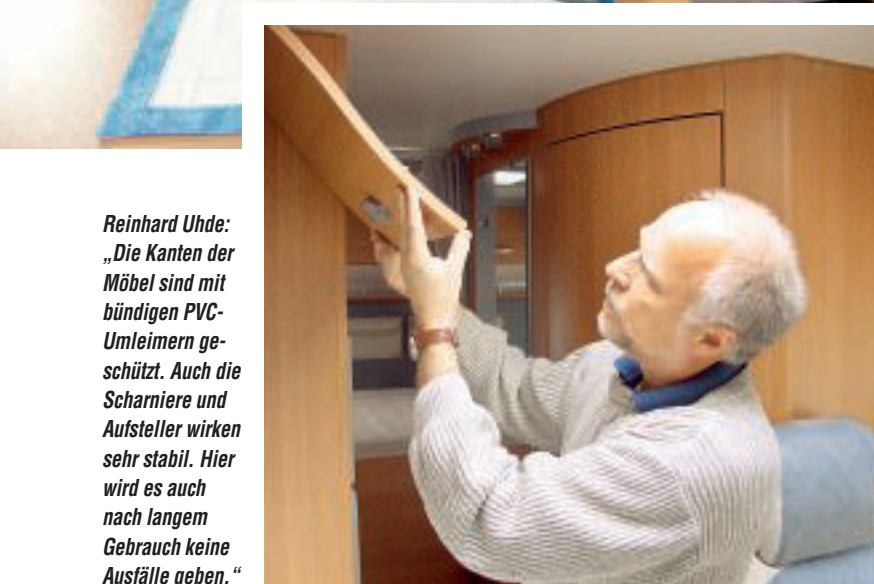 Reinhard Uhde:
„Die Kanten der
Möbel sind mit
bündigen PVC-
Umleimern ge-
schützt. Auch die
Scharniere und
Aufsteller wirken
sehr stabil. Hier
wird es auch
nach langem
Gebrauch keine
Ausfälle geben.“